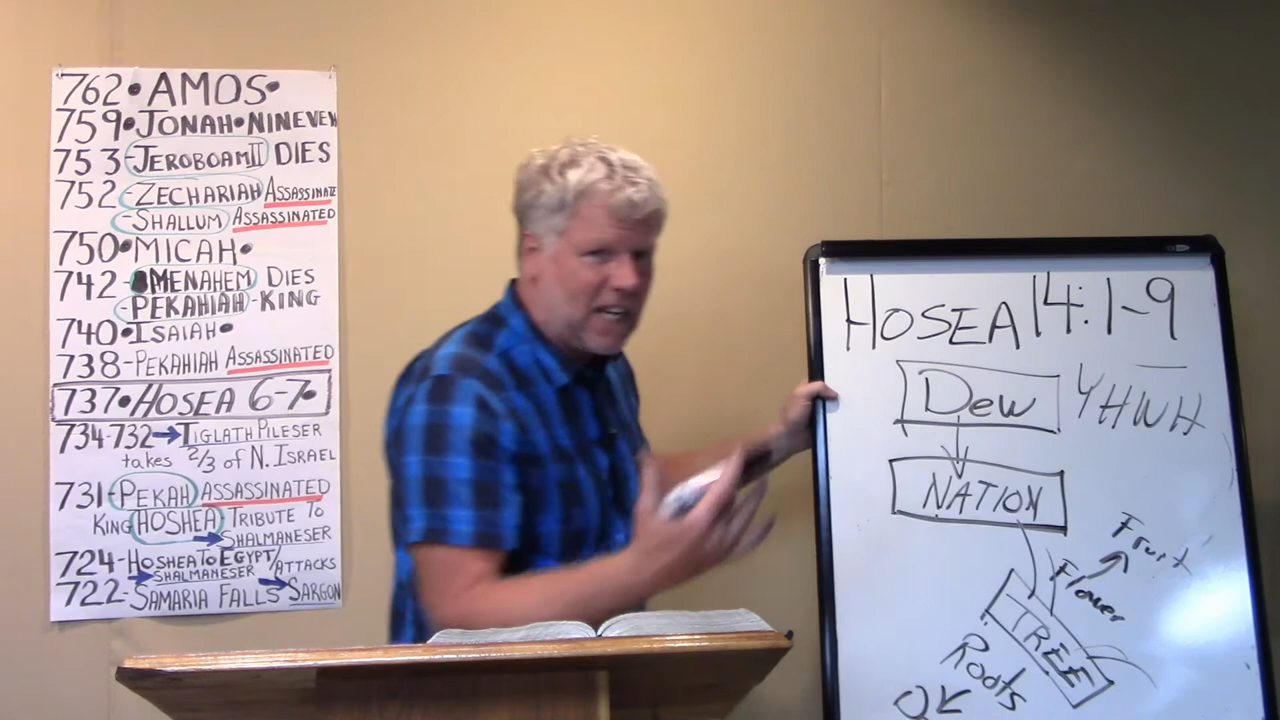 762•AMOS•
759•JONAH•NINEVEH
753-JEROBOAM II DIES
752-ZECHARIAH ASSASSINATE
-SHALLUM ASSASSINATED
750•MICAH•
742-MENAHEM DIES
-PEKAHIAH-KING
740•ISAIAH•
738-PEKAHIAH ASSASSINATED
737•HOSEA 6-7•
734-732→TIGLATH PILESER
takes 2/3 of N. ISRAEL
731-PEKAH ASSASSINATED
KING HOSHEA TRIBUTE TO
→SHALMANESER
724-HOSHEA TO EGYPT/
→SHALMANESER ATTACKS
722-SAMARIA FALLS→SARGON
HOSEA 14:1-9
Dew YHWH
NATION
Fruit
Flower
TREE
Roots